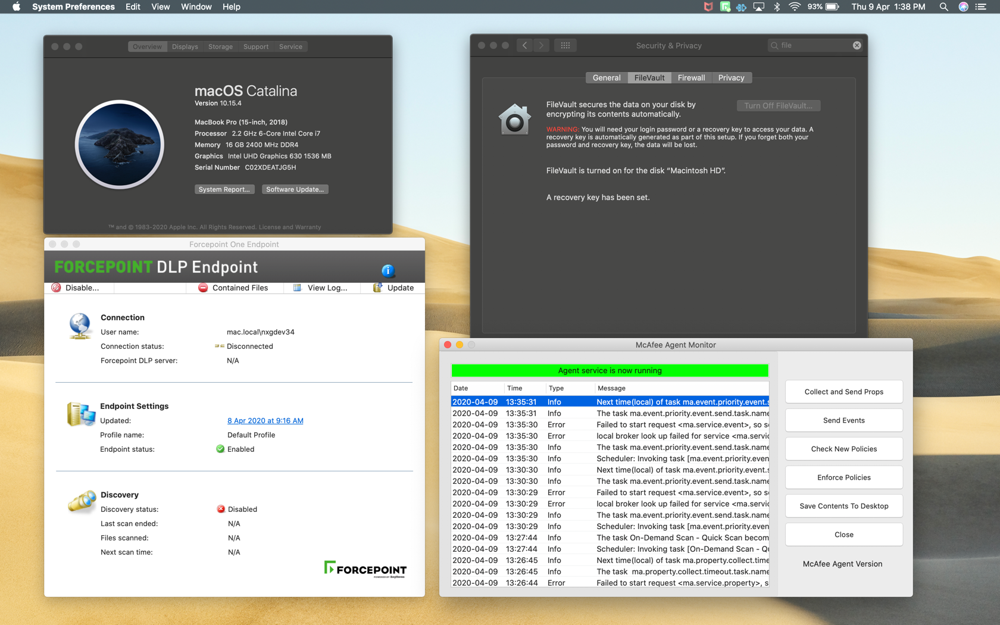 System Preferences Edit View Window Help
93% Thu 9 Apr 1:38 PM
Overview Displays Storage Support Service
macOS Catalina
Version 10.15.4
MacBook Pro (15-inch, 2018)
Processor 2.2 GHz 6-Core Intel Core i7
Memory 16 GB 2400 MHz DDR4
Graphics Intel UHD Graphics 630 1536 MB
Serial Number C02XDEATJG5H
System Report... Software Update...
™ and © 1983-2020 Apple Inc. All Rights Reserved. License and Warranty
Security & Privacy
file
General FileVault Firewall Privacy
FileVault secures the data on your disk by
encrypting its contents automatically.
Turn Off FileVault...
WARNING: You will need your login password or a recovery key to access your data. A
recovery key is automatically generated as part of this setup. If you forget both your
password and recovery key, the data will be lost.
FileVault is turned on for the disk “Macintosh HD”.
A recovery key has been set.
Forcepoint One Endpoint
FORCEPOINT DLP Endpoint
Disable... Contained Files View Log... Update
Connection
User name: mac.local\nxgdev34
Connection status: Disconnected
Forcepoint DLP server: N/A
Endpoint Settings
Updated: 8 Apr 2020 at 9:16 AM
Profile name: Default Profile
Endpoint status: Enabled
Discovery
Discovery status: Disabled
Last scan ended: N/A
Files scanned: N/A
Next scan time: N/A
FORCEPOINT
POWERED BY Raytheon
McAfee Agent Monitor
Agent service is now running
Date Time Type Message
2020-04-09 13:35:31 Info Next time(local) of task ma.event.priority.event.s
2020-04-09 13:35:31 Info The task ma.event.priority.event.send.task.name
2020-04-09 13:35:30 Error Failed to start request <ma.service.event>, so se
2020-04-09 13:35:30 Error local broker look up failed for service <ma.servic
2020-04-09 13:35:30 Info The task ma.event.priority.event.send.task.name
2020-04-09 13:35:30 Info Scheduler: Invoking task [ma.event.priority.even
2020-04-09 13:30:30 Info Next time(local) of task ma.event.priority.event.s
2020-04-09 13:30:30 Info The task ma.event.priority.event.send.task.name
2020-04-09 13:30:29 Error Failed to start request <ma.service.event>, so se
2020-04-09 13:30:29 Error local broker look up failed for service <ma.servic
2020-04-09 13:30:29 Info The task ma.event.priority.event.send.task.name
2020-04-09 13:30:29 Info Scheduler: Invoking task [ma.event.priority.even
2020-04-09 13:27:44 Info The task On-Demand Scan - Quick Scan becom
2020-04-09 13:27:44 Info Scheduler: Invoking task [On-Demand Scan - Qu
2020-04-09 13:26:45 Info Next time(local) of task ma.property.collect.time
2020-04-09 13:26:45 Info The task ma.property.collect.timeout.task.name
2020-04-09 13:26:44 Error Failed to start request <ma.service.property>, s
Collect and Send Props
Send Events
Check New Policies
Enforce Policies
Save Contents To Desktop
Close
McAfee Agent Version